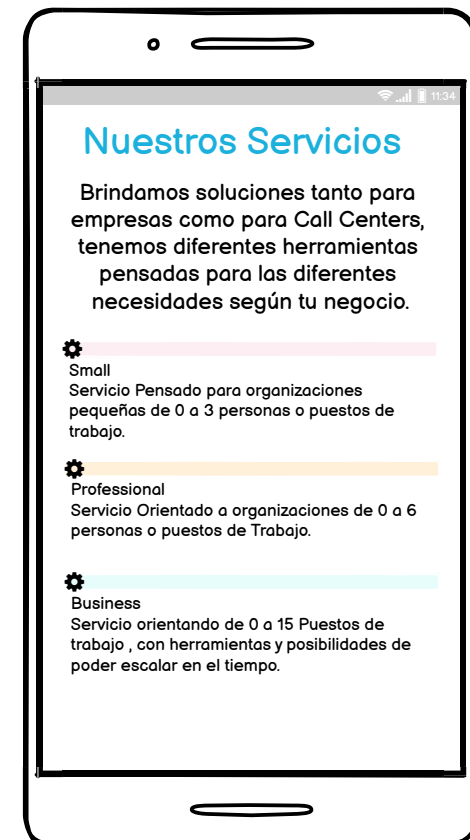 11:34
Nuestros Servicios
Brindamos soluciones tanto para
empresas como para Call Centers,
tenemos diferentes herramientas
pensadas para las diferentes
necesidades según tu negocio.
Small
Servicio Pensado para organizaciones
pequeñas de 0 a 3 personas o puestos de
trabajo.
Professional
Servicio Orientado a organizaciones de 0 a 6
personas o puestos de Trabajo.
Business
Servicio orientando de 0 a 15 Puestos de
trabajo , con herramientas y posibilidades de
poder escalar en el tiempo.